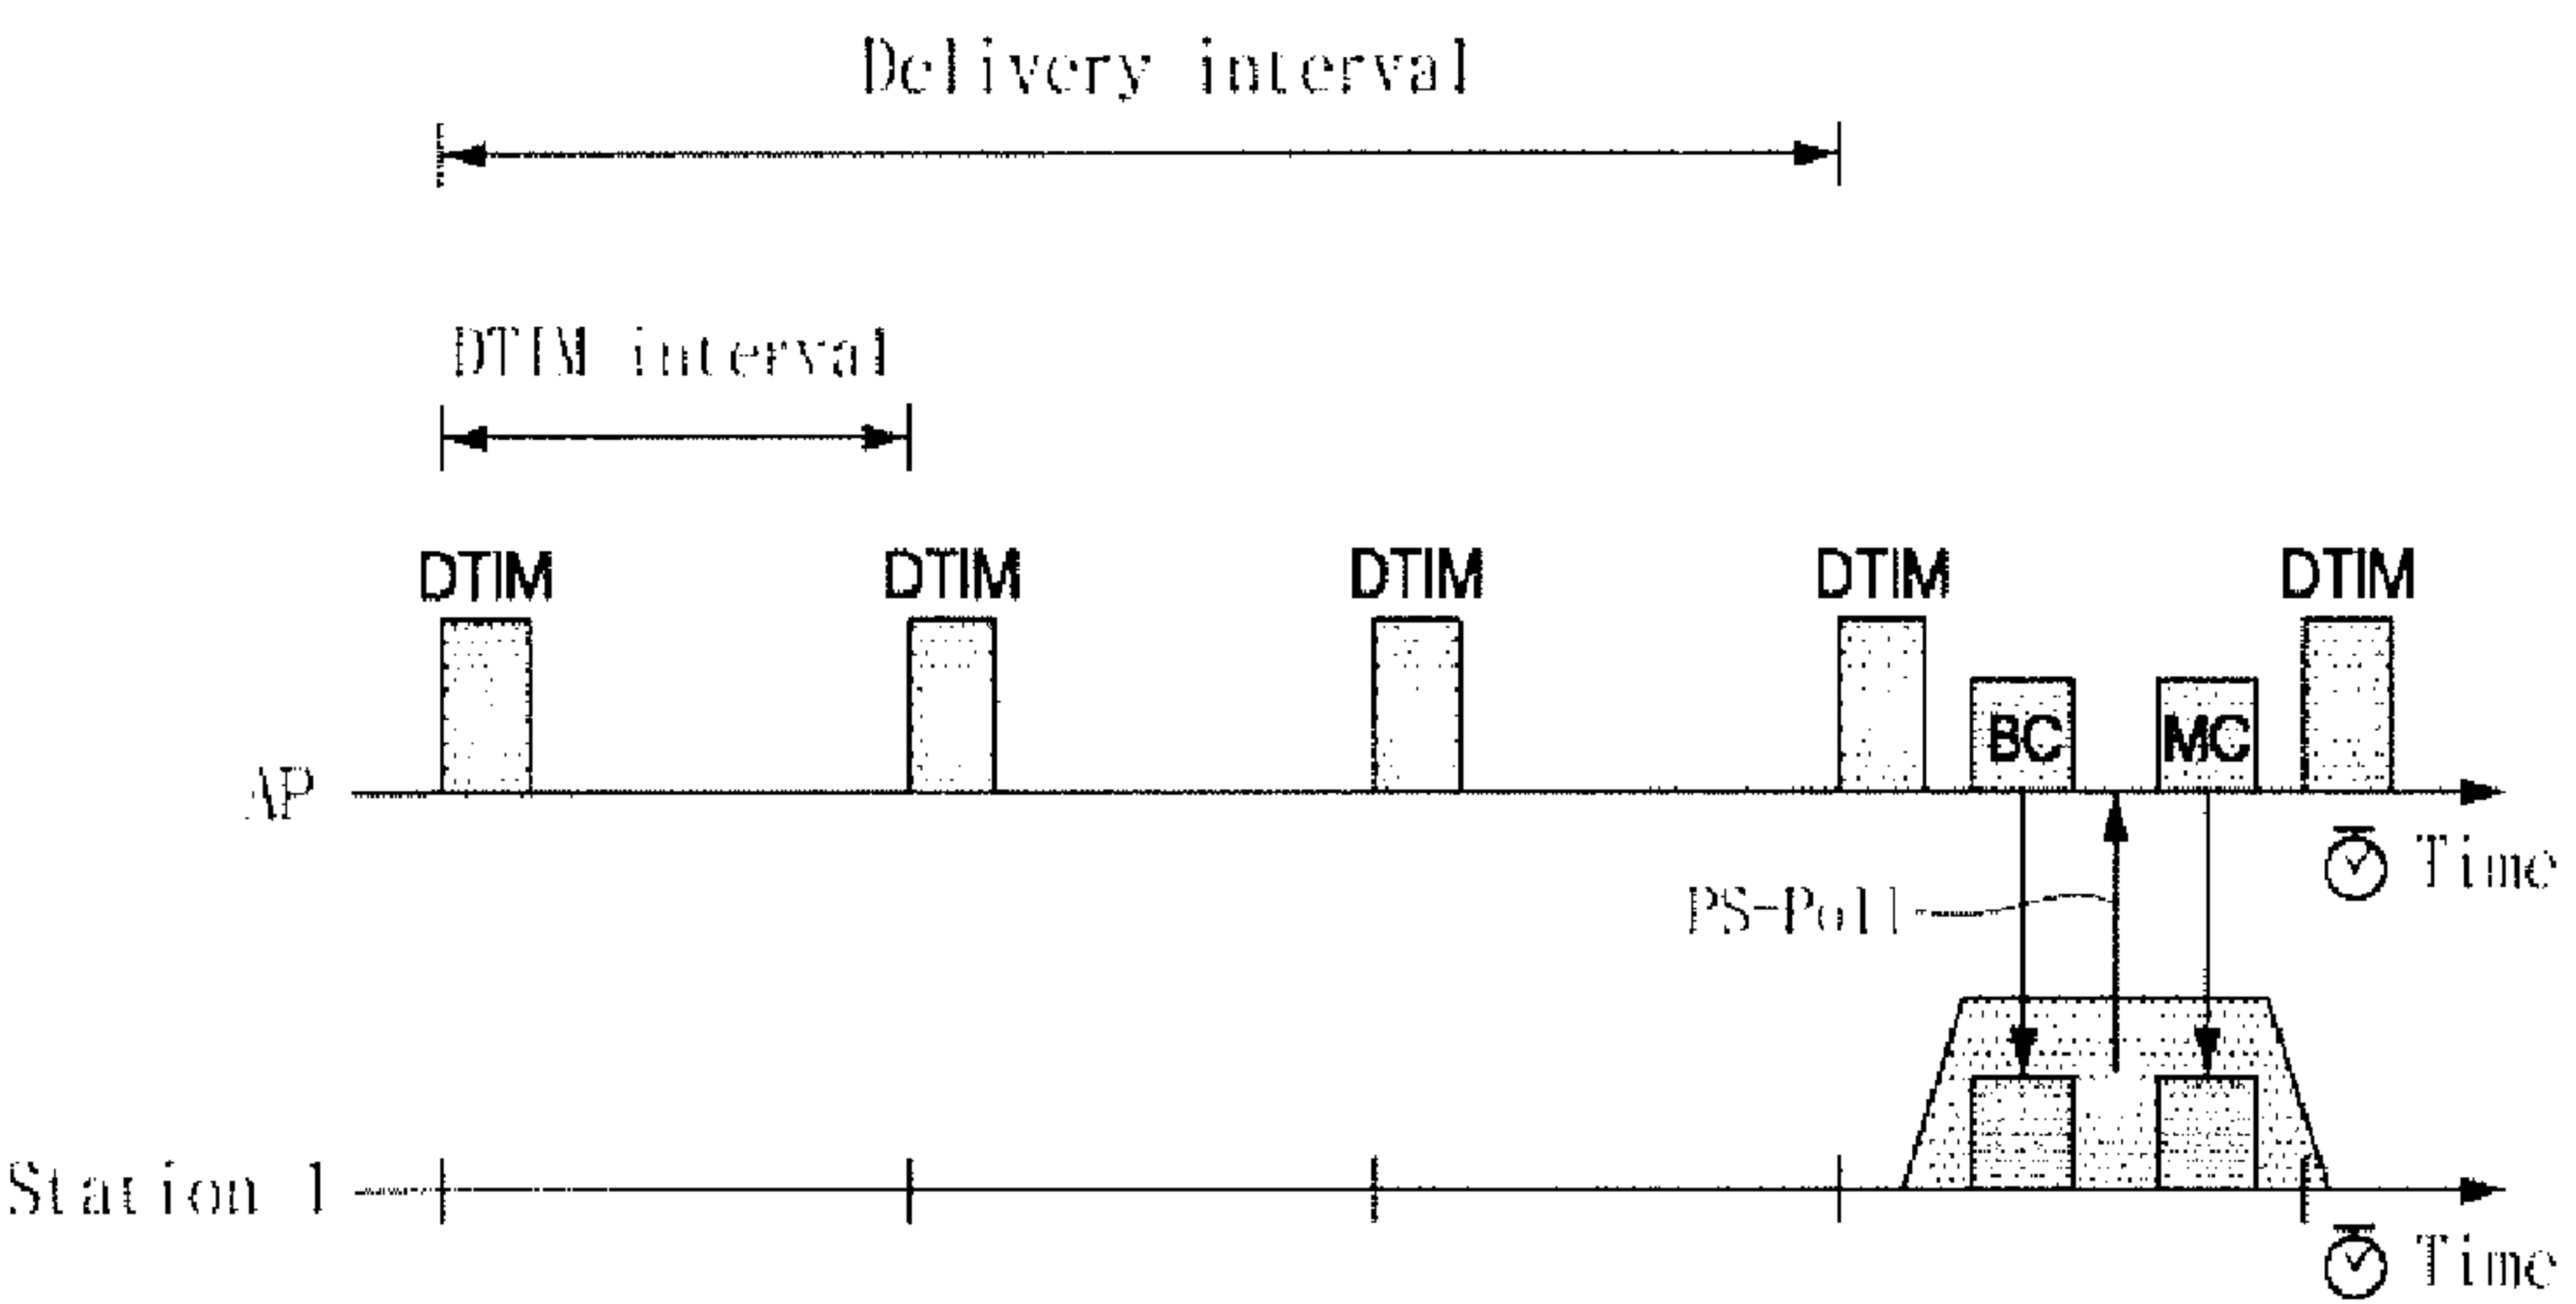 Delivery interval
DTIM interval
DTIM DTIM DTIM DTIM DTIM
BC MC
AP
Time
PS-Poll
Station 1
Time